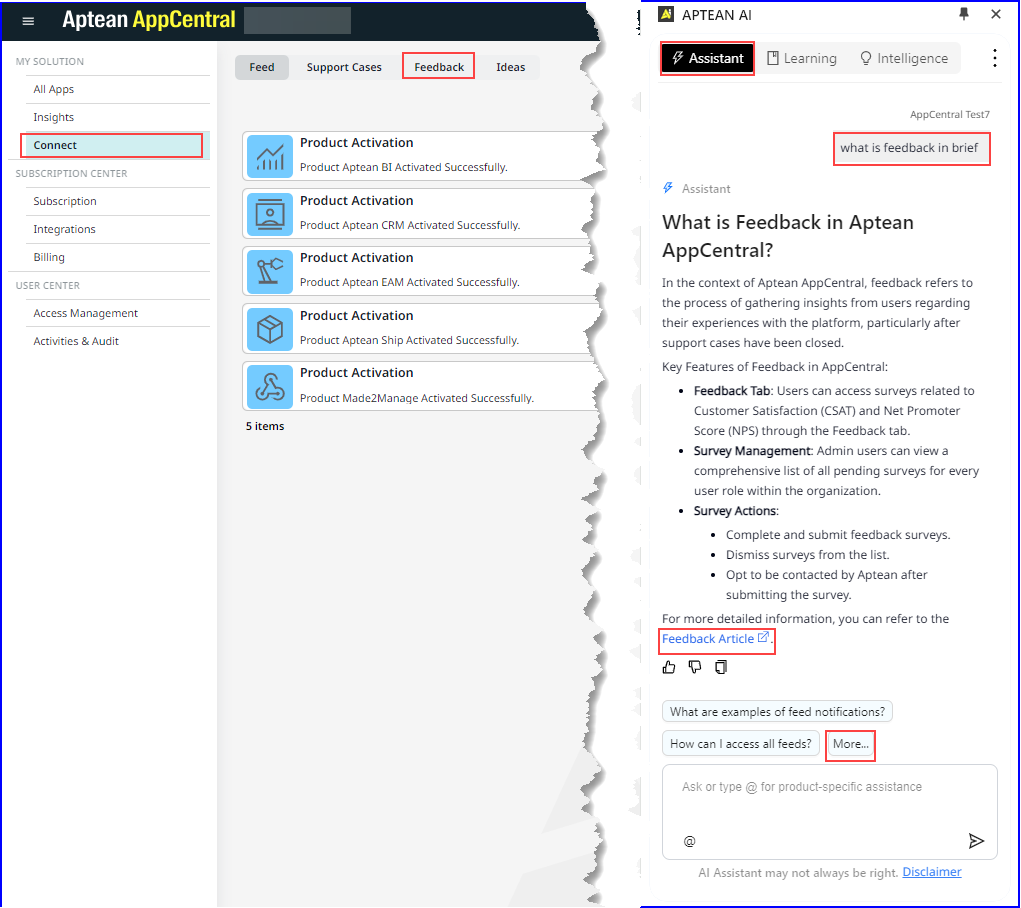 Aptean AppCentral
MY SOLUTION
All Apps
Insights
Connect
SUBSCRIPTION CENTER
Subscription
Integrations
Billing
USER CENTER
Access Management
Activities & Audit
Feed
Support Cases
Feedback
Ideas
Product Activation
Product Aptean BI Activated Successfully.
Product Activation
Product Aptean CRM Activated Successfully.
Product Activation
Product Aptean EAM Activated Successfully.
Product Activation
Product Aptean Ship Activated Successfully.
Product Activation
Product Made2Manage Activated Successfully.
5 items
APTEAN AI
Assistant
Learning
Intelligence
AppCentral Test7
what is feedback in brief
Assistant
What is Feedback in Aptean
AppCentral?
In the context of Aptean AppCentral, feedback refers to
the process of gathering insights from users regarding
their experiences with the platform, particularly after
support cases have been closed.
Key Features of Feedback in AppCentral:
• Feedback Tab: Users can access surveys related to
Customer Satisfaction (CSAT) and Net Promoter
Score (NPS) through the Feedback tab.
• Survey Management: Admin users can view a
comprehensive list of all pending surveys for every
user role within the organization.
• Survey Actions:
• Complete and submit feedback surveys.
• Dismiss surveys from the list.
• Opt to be contacted by Aptean after
submitting the survey.
For more detailed information, you can refer to the
Feedback Article.
What are examples of feed notifications?
How can I access all feeds?
More...
Ask or type @ for product-specific assistance
@
AI Assistant may not always be right. Disclaimer